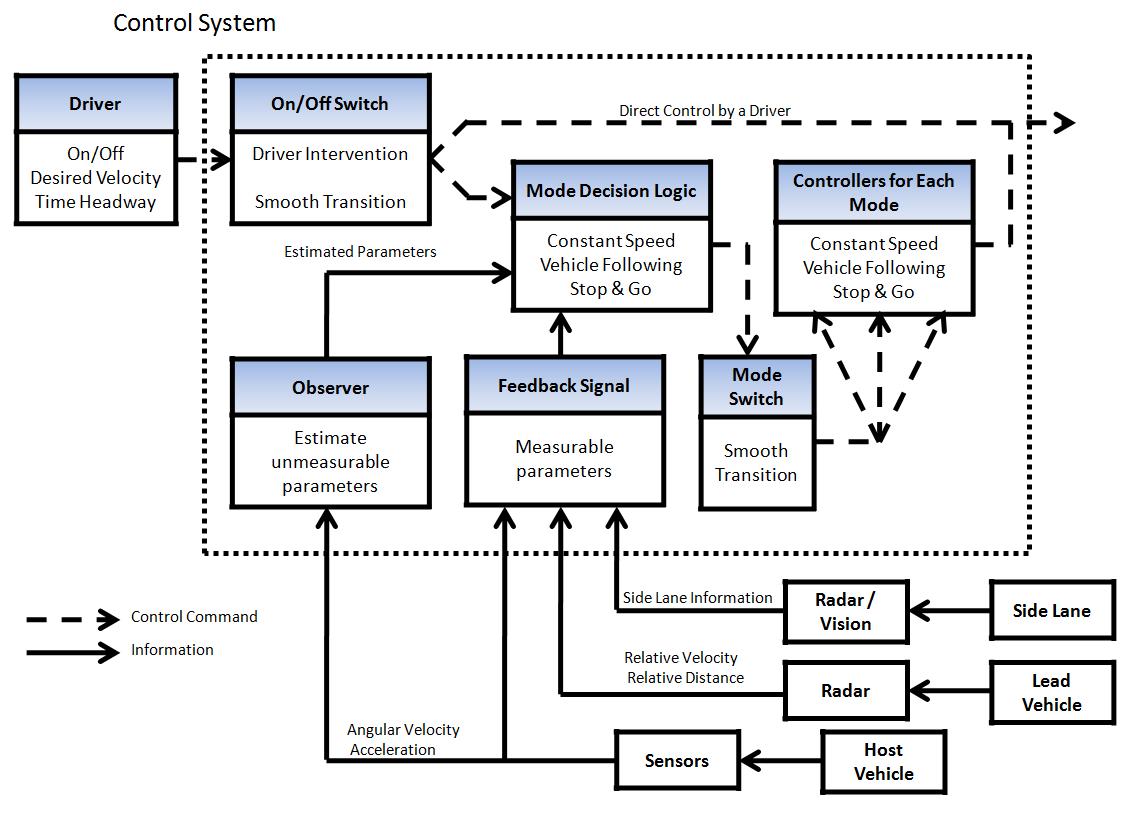 Control System
Driver
On/Off
Desired Velocity
Time Headway
On/Off Switch
Driver Intervention
Smooth Transition
Direct Control by a Driver
Mode Decision Logic
Constant Speed
Vehicle Following
Stop & Go
Controllers for Each
Mode
Constant Speed
Vehicle Following
Stop & Go
Estimated Parameters
Observer
Estimate
unmeasurable
parameters
Feedback Signal
Measurable
parameters
Mode
Switch
Smooth
Transition
Control Command
Information
Side Lane Information
Radar /
Vision
Side Lane
Relative Velocity
Relative Distance
Radar
Lead
Vehicle
Angular Velocity
Acceleration
Sensors
Host
Vehicle